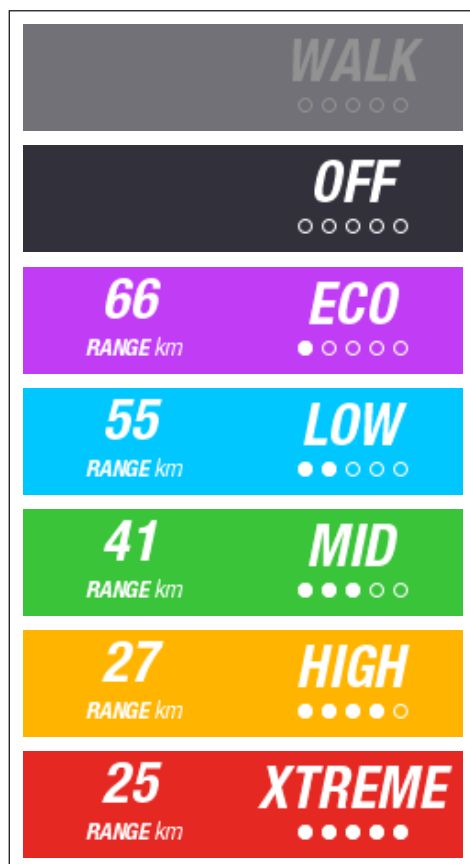 WALK
OFF
66 ECO
RANGE km
55 LOW
RANGE km
41 MID
RANGE km
27 HIGH
RANGE km
25 XTREME
RANGE km